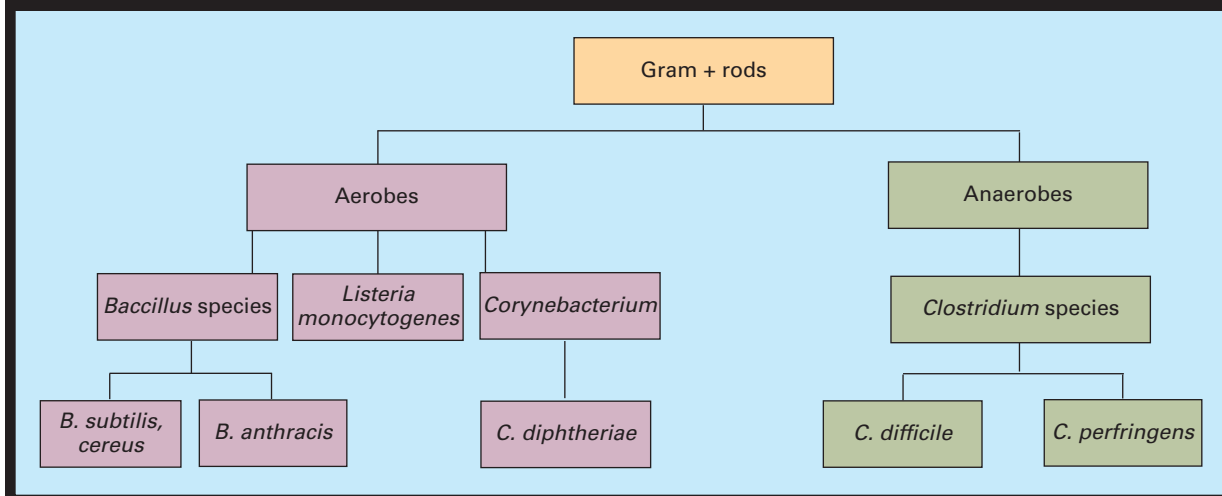 Gram + rods
Aerobes
Anaerobes
Baccillus species
Listeria
monocytogenes
Corynebacterium
Clostridium species
B. subtilis,
cereus
B. anthracis
C. diphtheriae
C. difficile
C. perfringens